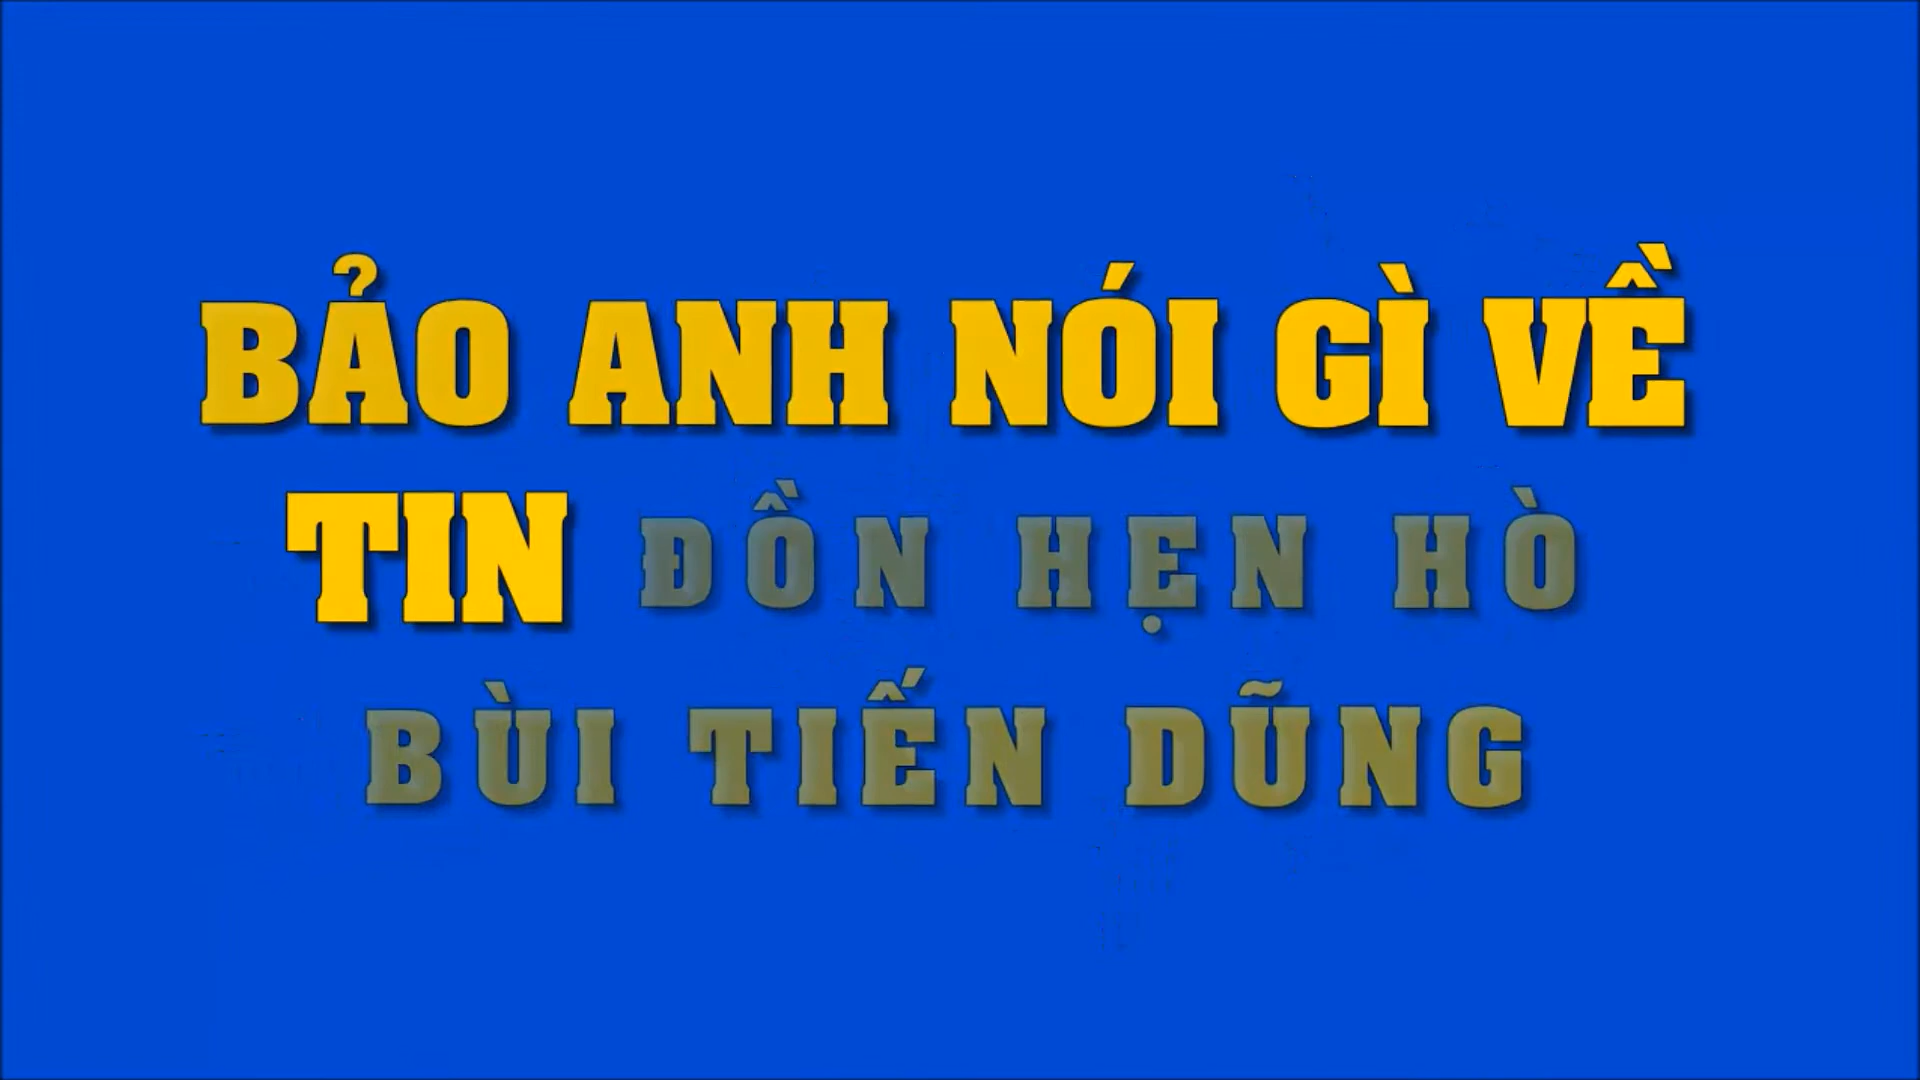 BẢO ANH NÓI GÌ VỀ
TIN ĐỒN HẸN HÒ
BÙI TIẾN DŨNG